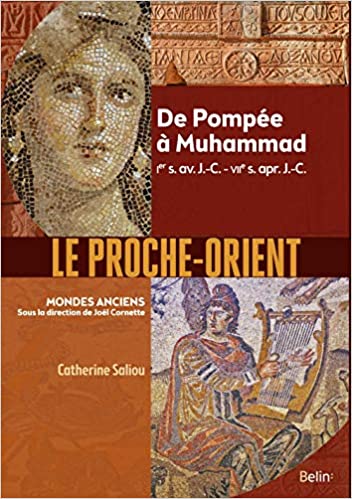 De Pompée
à Muhammad
Iᵉʳ s. av. J.-C. - VIIᵉ s. apr. J.-C.
LE PROCHE-ORIENT
MONDES ANCIENS
Sous la direction de Joël Cornette
Catherine Saliou
Belin: